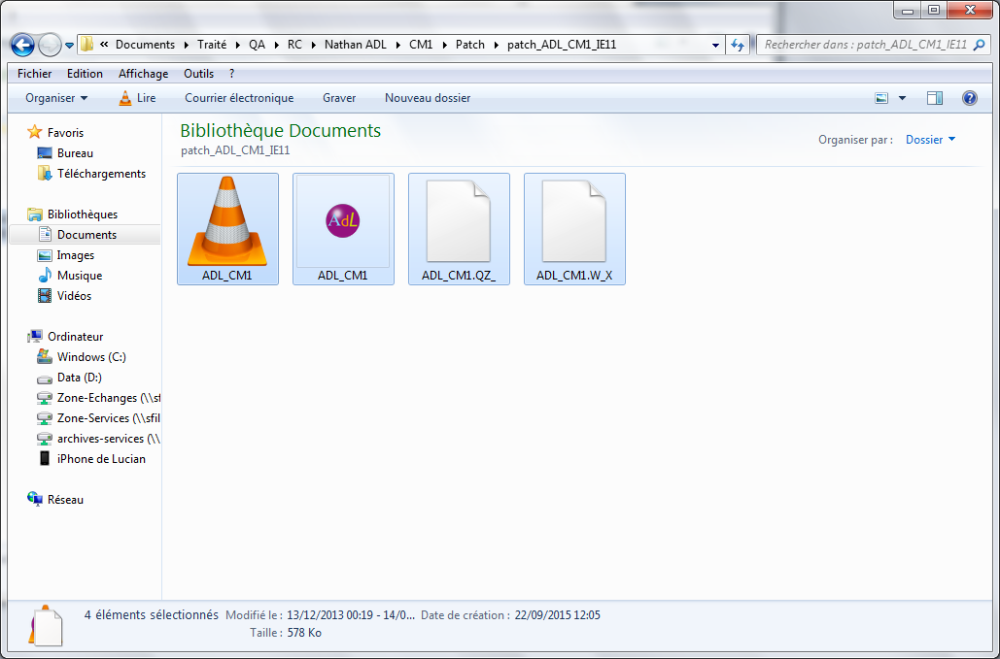 « Documents Traité QA RC Nathan ADL CM1 Patch patch_ADL_CM1_IE11
Rechercher dans : patch_ADL_CM1_IE11
Fichier Edition Affichage Outils ?
Organiser Lire Courrier électronique Graver Nouveau dossier
Favoris
Bureau
Téléchargements
Bibliothèques
Documents
Images
Musique
Vidéos
Ordinateur
Windows (C:)
Data (D:)
Zone-Echanges (\\sf
Zone-Services (\\sfil
archives-services (\\
iPhone de Lucian
Réseau
Bibliothèque Documents
patch_ADL_CM1_IE11
Organiser par : Dossier
AdL
ADL_CM1
ADL_CM1
ADL_CM1.QZ_
ADL_CM1.W_X
4 éléments sélectionnés Modifié le : 13/12/2013 00:19 - 14/0... Date de création : 22/09/2015 12:05
Taille : 578 Ko